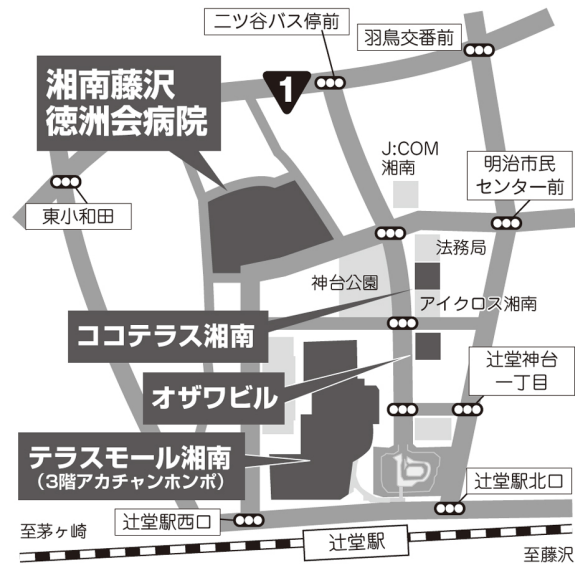 二ツ谷バス停前
羽鳥交番前
1
湘南藤沢
徳洲会病院
J:COM
湘南
明治市民
センター前
東小和田
法務局
神台公園
アイクロス湘南
ココテラス湘南
辻堂神台
一丁目
オザワビル
テラスモール湘南
(3階アカチャンホンポ)
辻堂駅北口
辻堂駅西口
至茅ヶ崎
辻堂駅
至藤沢